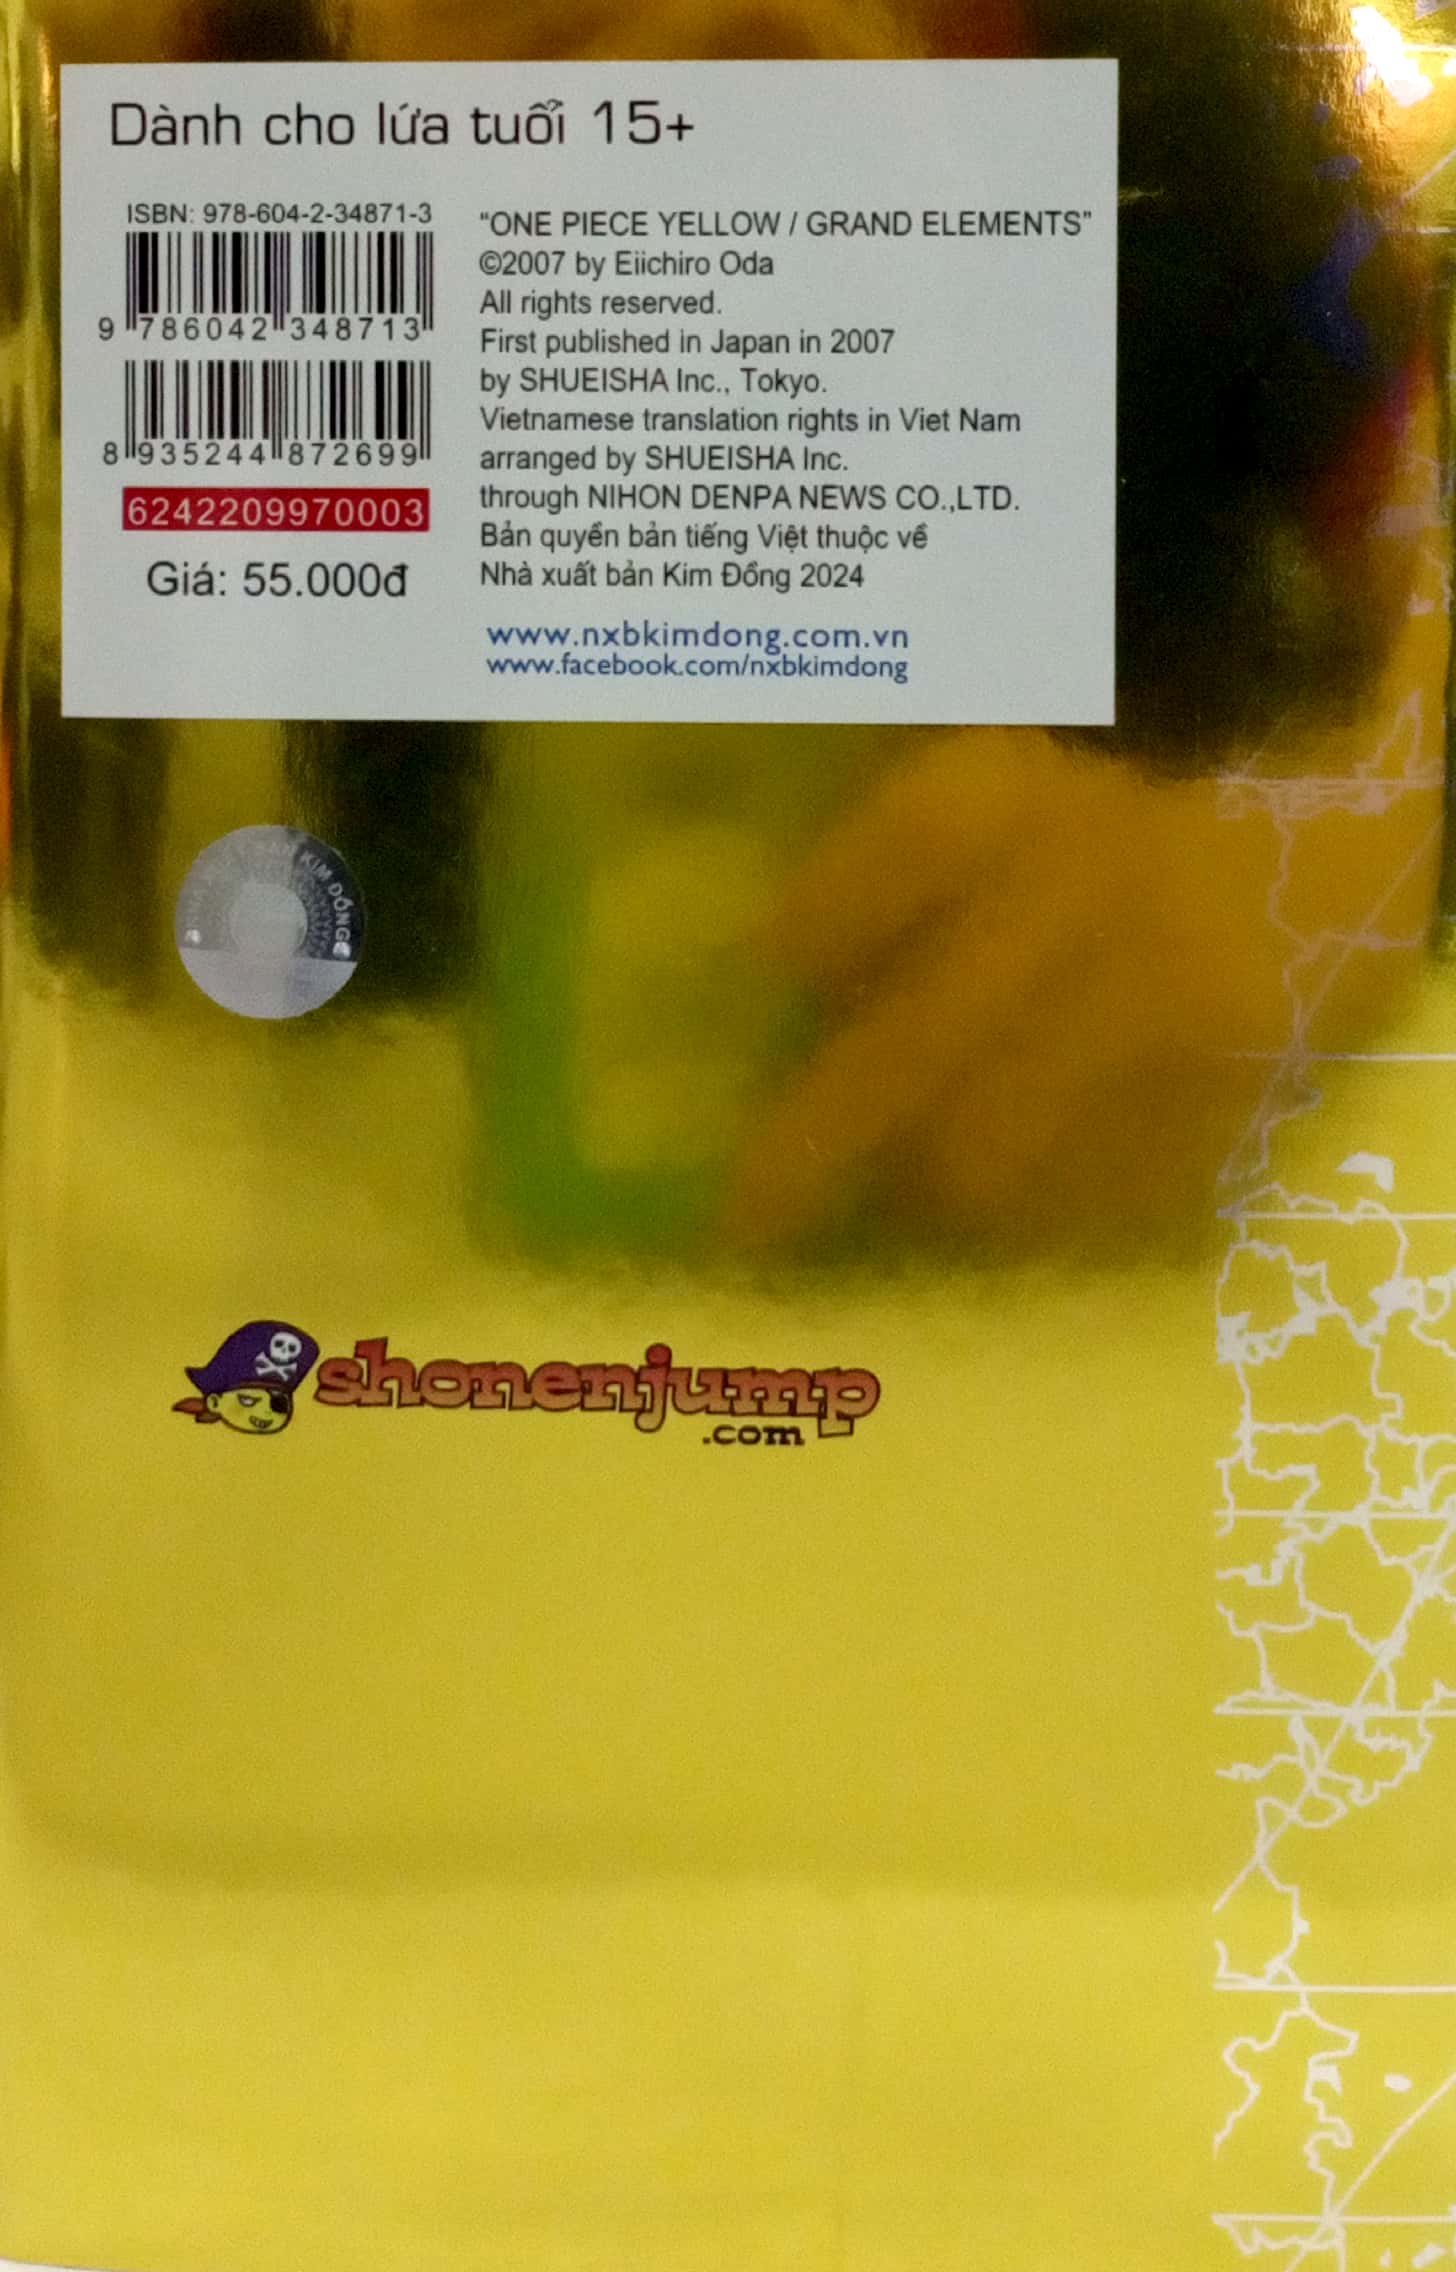 Dành cho lứa tuổi 15+
ISBN: 978-604-2-34871-3
9 786042 348713
8 935244 872699
6242209970003
Giá: 55.000đ
“ONE PIECE YELLOW / GRAND ELEMENTS”
©2007 by Eiichiro Oda
All rights reserved.
First published in Japan in 2007
by SHUEISHA Inc., Tokyo.
Vietnamese translation rights in Viet Nam
arranged by SHUEISHA Inc.
through NIHON DENPA NEWS CO.,LTD.
Bản quyền bản tiếng Việt thuộc về
Nhà xuất bản Kim Đồng 2024
www.nxbkimdong.com.vn
www.facebook.com/nxbkimdong
KIM ĐỒNG
shonenjump
.com